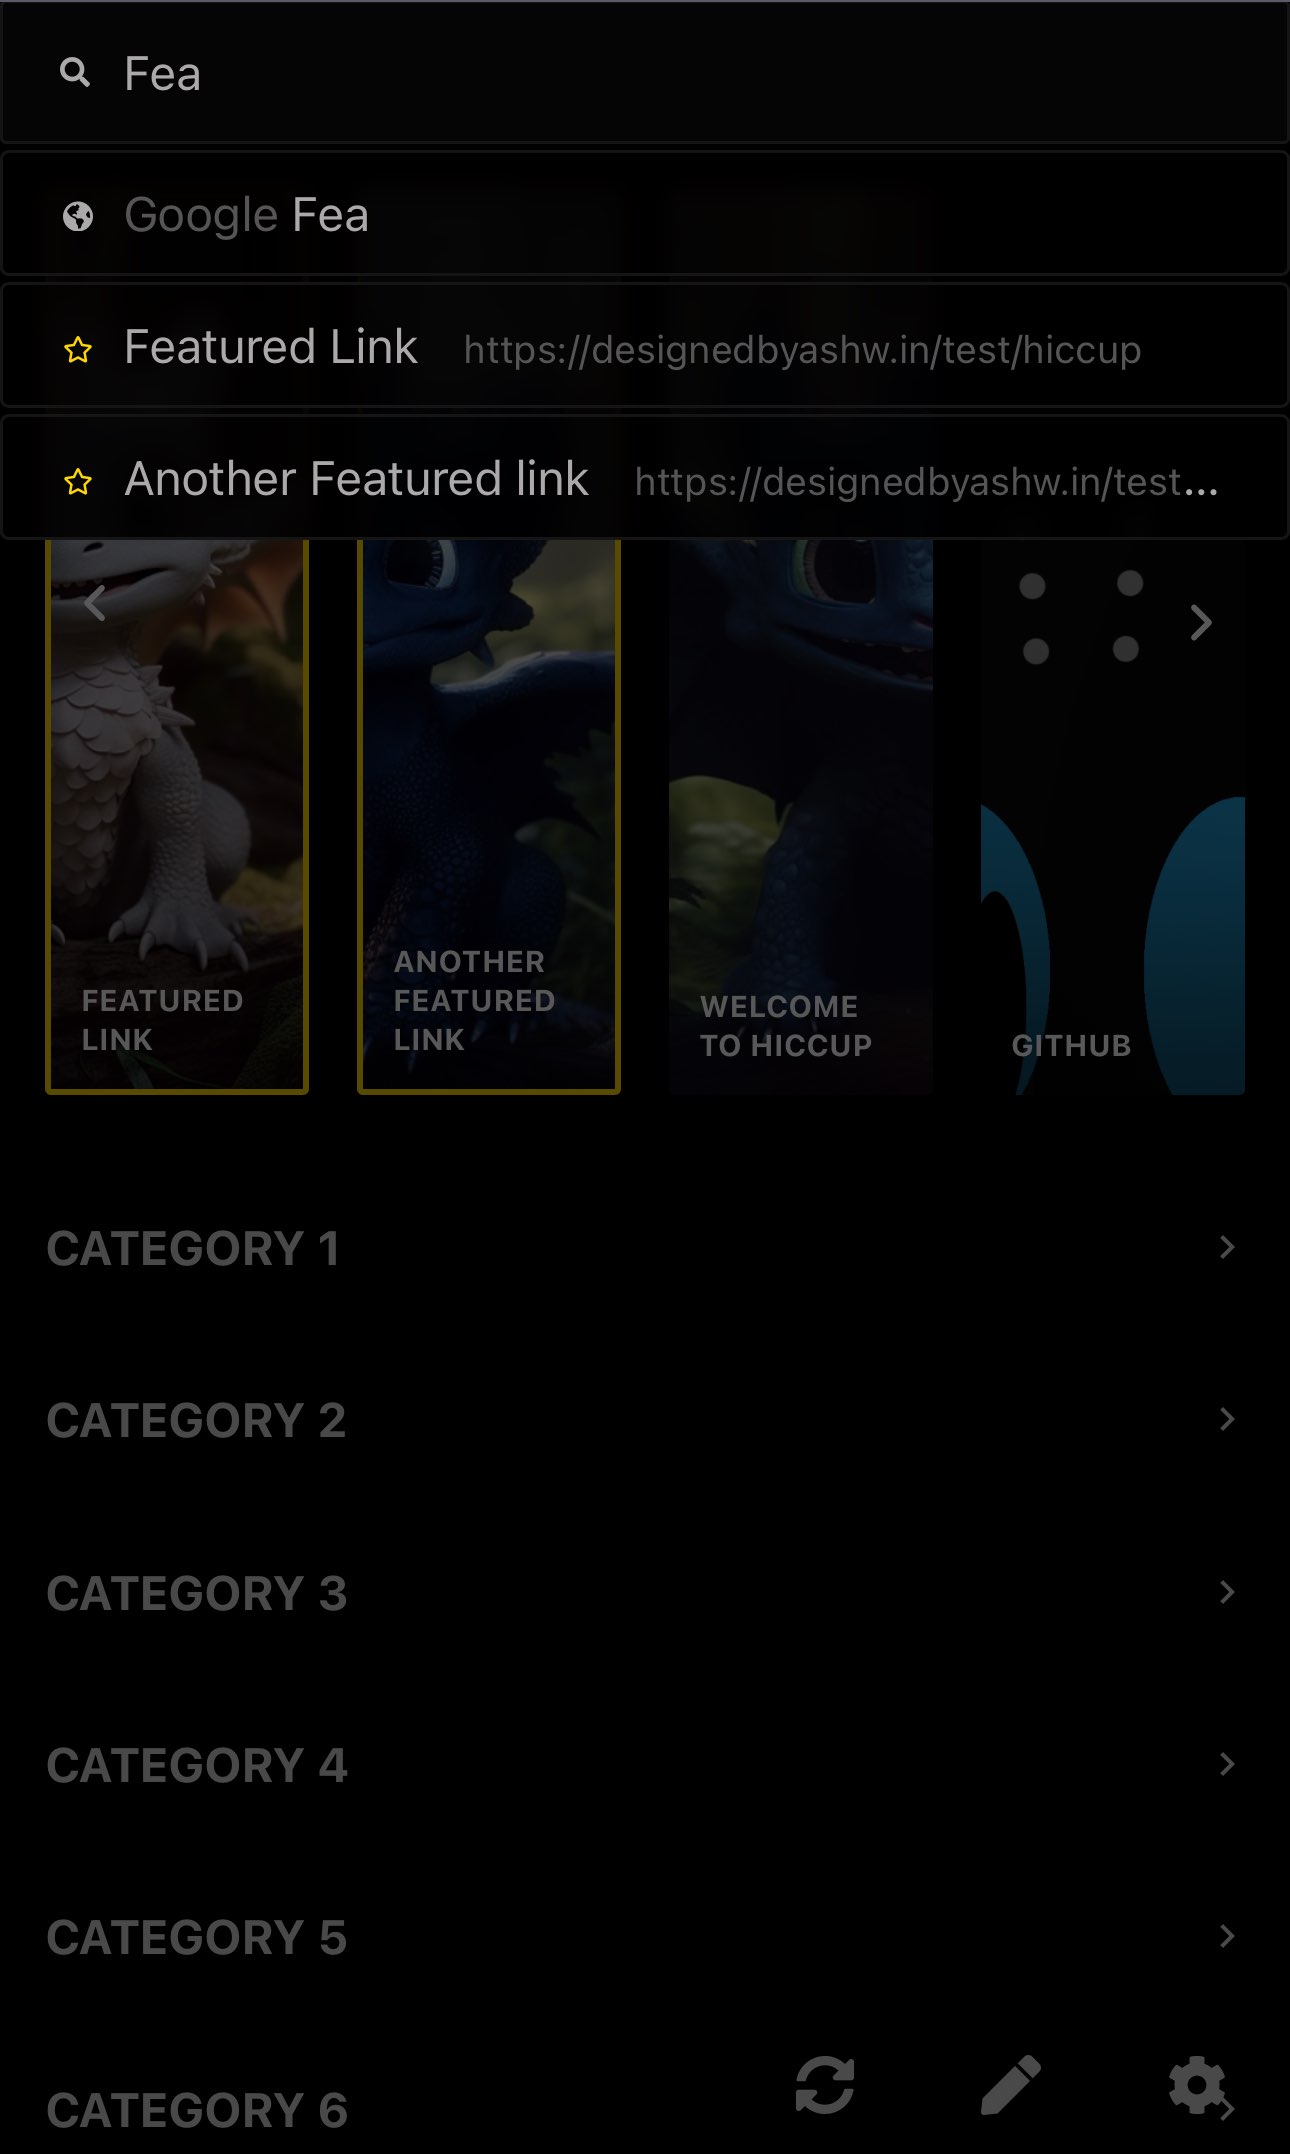 Fea
Google Fea
Featured Link https://designedbyashw.in/test/hiccup
Another Featured link https://designedbyashw.in/test...
FEATURED
LINK
ANOTHER
FEATURED
LINK
WELCOME
TO HICCUP
GITHUB
CATEGORY 1
CATEGORY 2
CATEGORY 3
CATEGORY 4
CATEGORY 5
CATEGORY 6